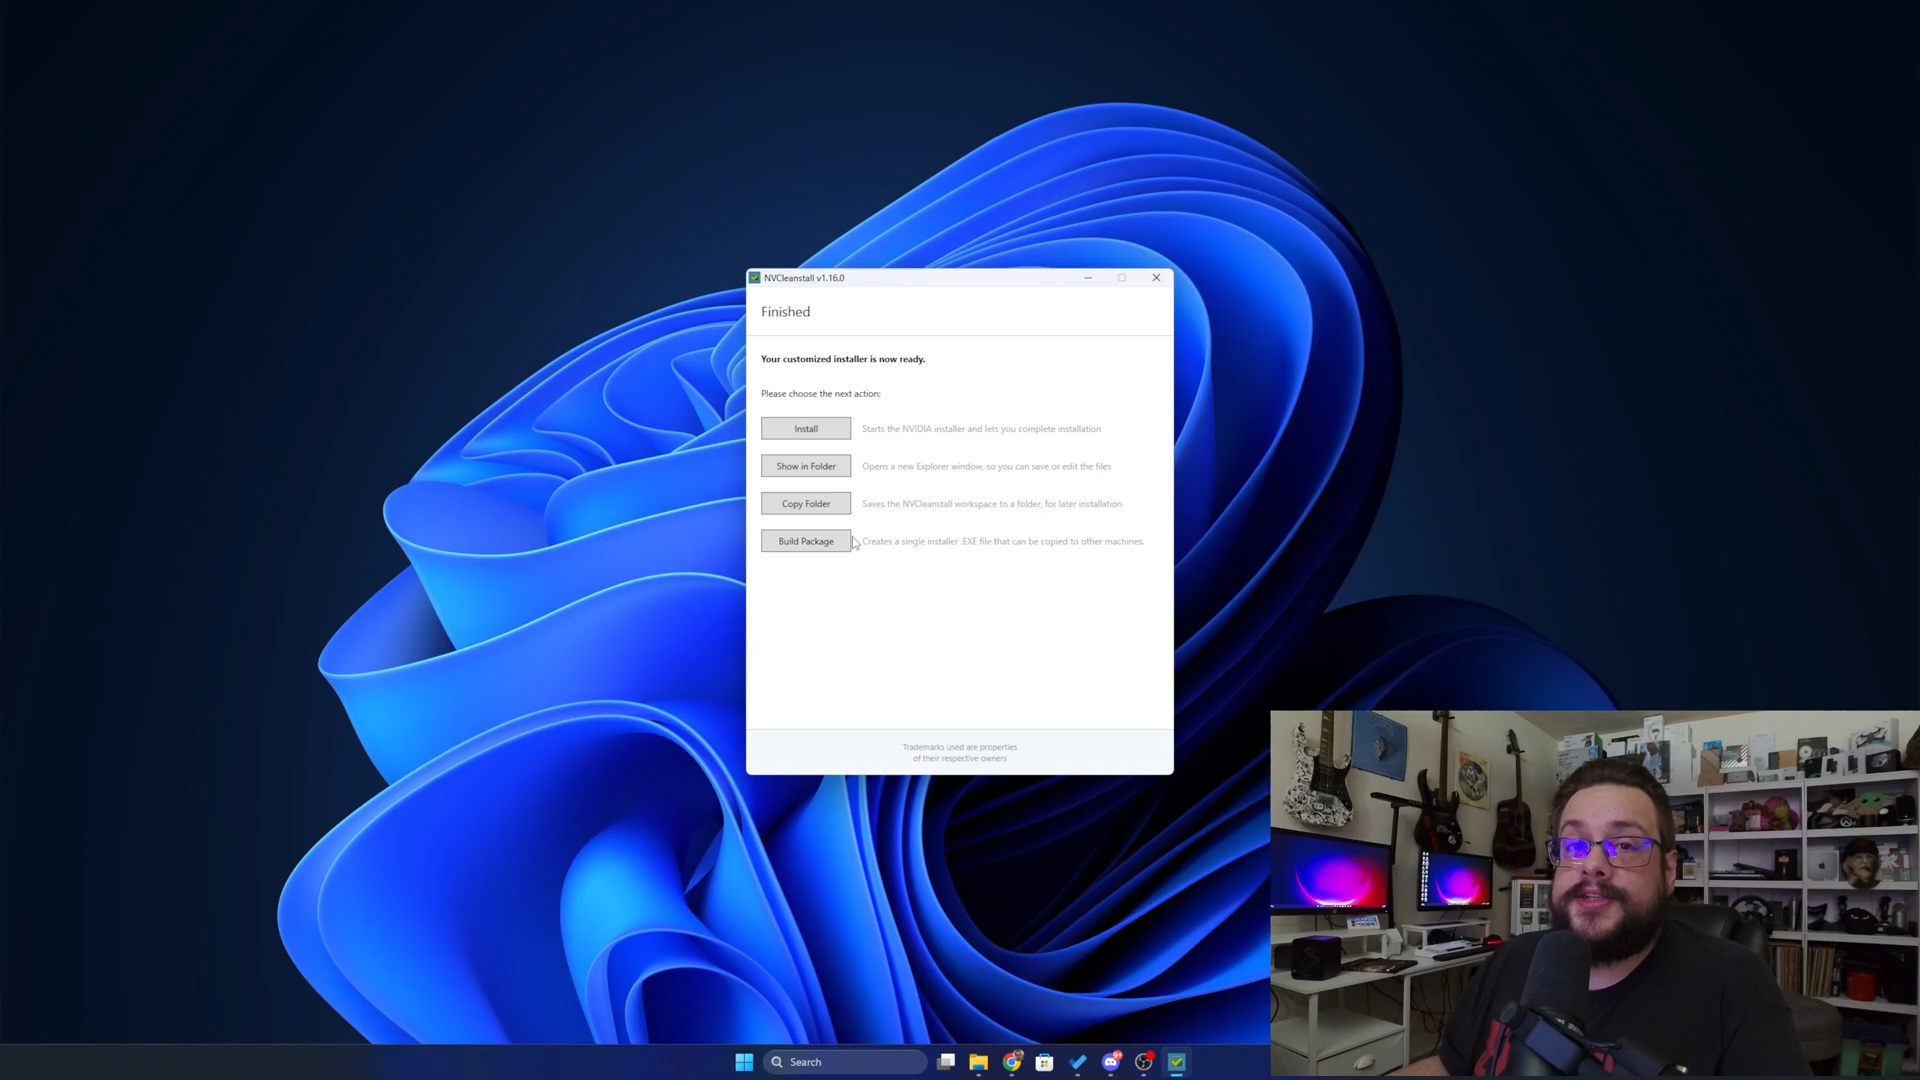 NVCleanstall v1.16.0
Finished
Your customized installer is now ready.
Please choose the next action:
Install Starts the NVIDIA installer and lets you complete installation
Show in Folder Opens a new Explorer window, so you can save or edit the files
Copy Folder Saves the NVCleanstall workspace to a folder, for later installation
Build Package Creates a single installer .EXE file that can be copied to other machines.
Trademarks used are properties
of their respective owners
Search